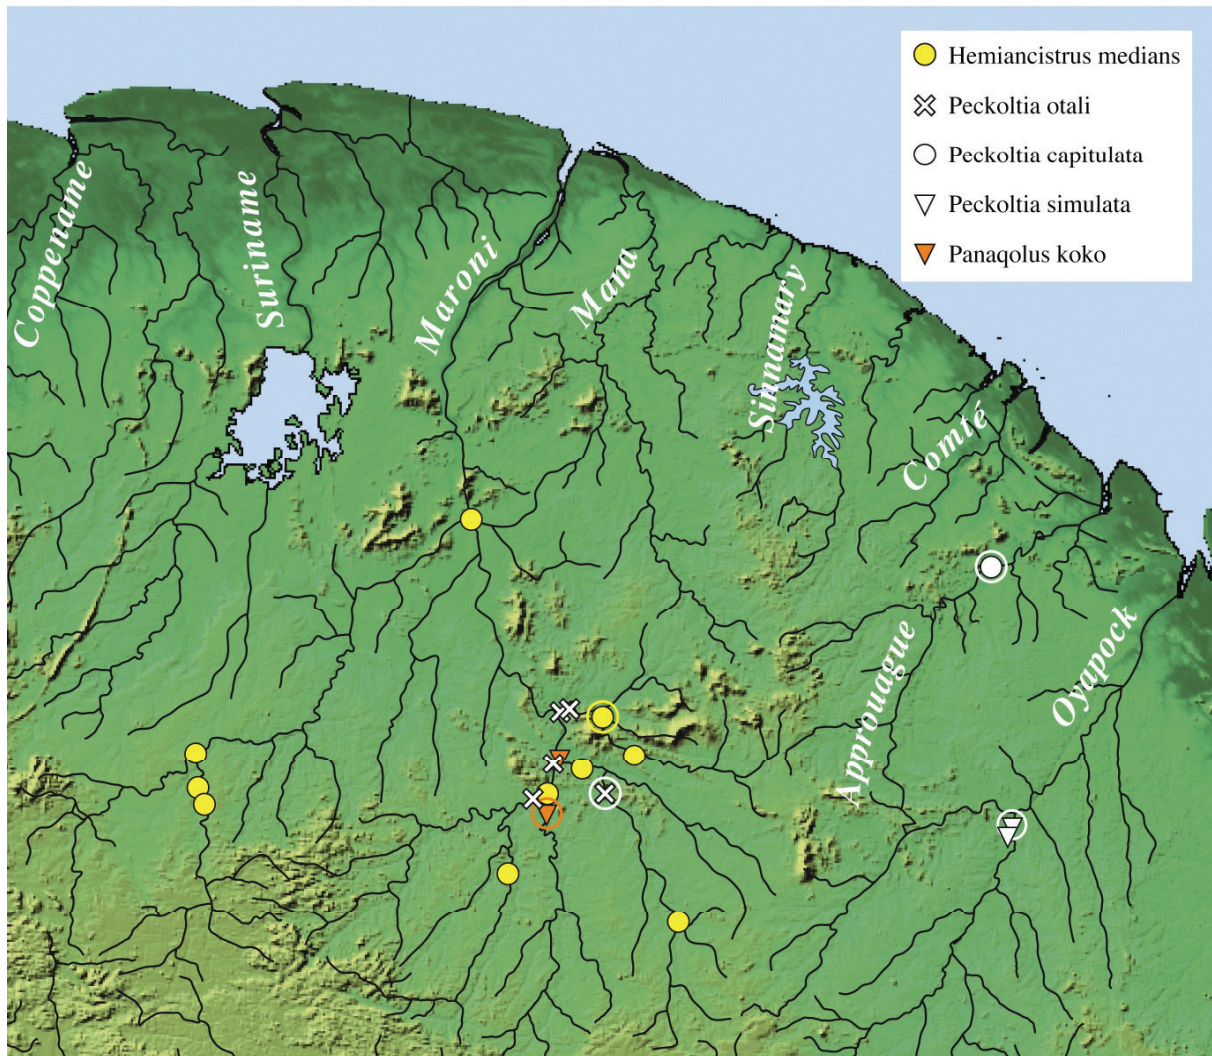 Hemiancistrus medians
Peckoltia otali
Peckoltia capitulata
Peckoltia simulata
Panaqolus koko
Coppename
Suriname
Maroni
Mana
Sinnamary
Comté
Approuague
Oyapock